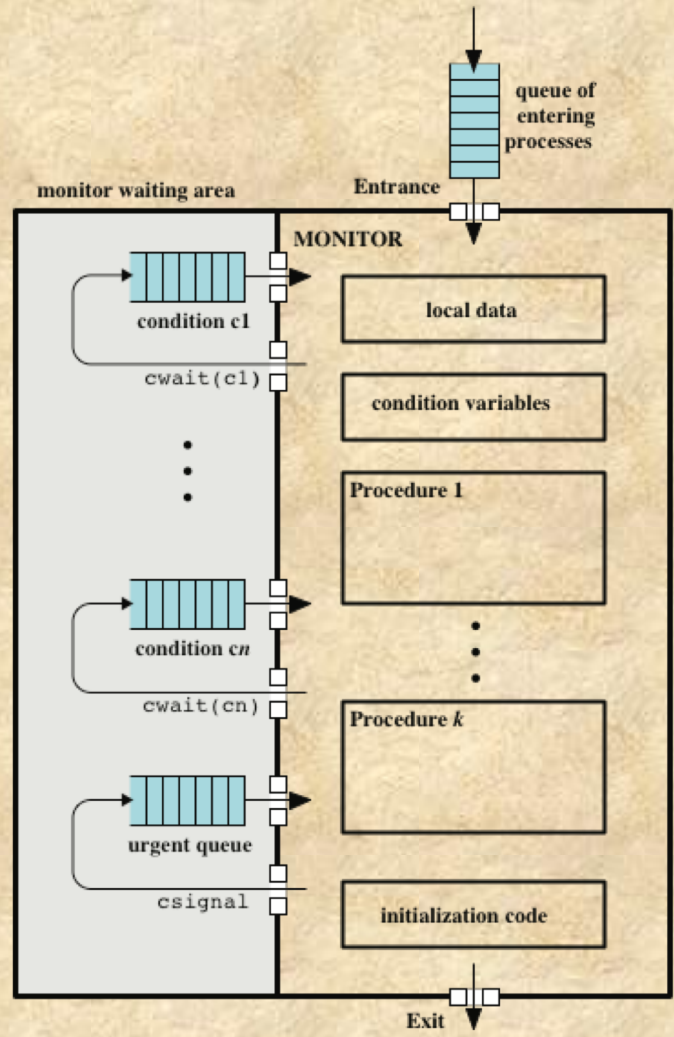 queue of
entering
processes
Entrance
monitor waiting area
MONITOR
condition c1
cwait(c1)
local data
condition variables
Procedure 1
condition cn
cwait(cn)
Procedure k
urgent queue
csignal
initialization code
Exit